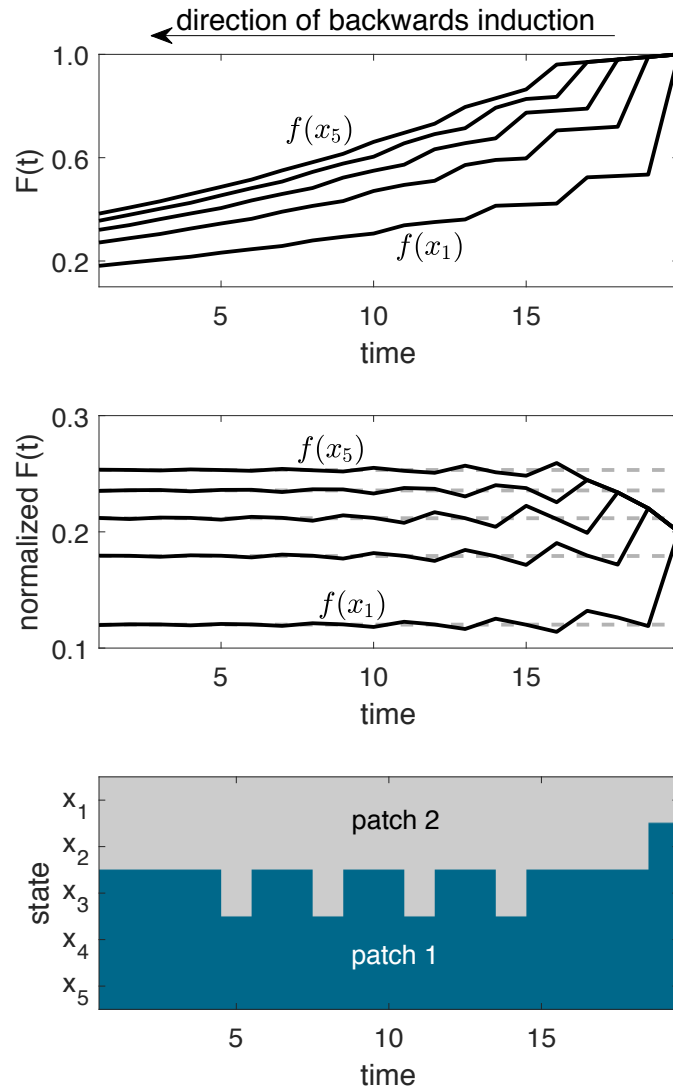 direction of backwards induction
1.0
0.6
0.2
F(t)
f(x₅)
f(x₁)
5
10
15
time
0.3
0.2
0.1
normalized F(t)
f(x₅)
f(x₁)
5
10
15
time
x₁
x₂
x₃
x₄
x₅
state
patch 2
patch 1
5
10
15
time